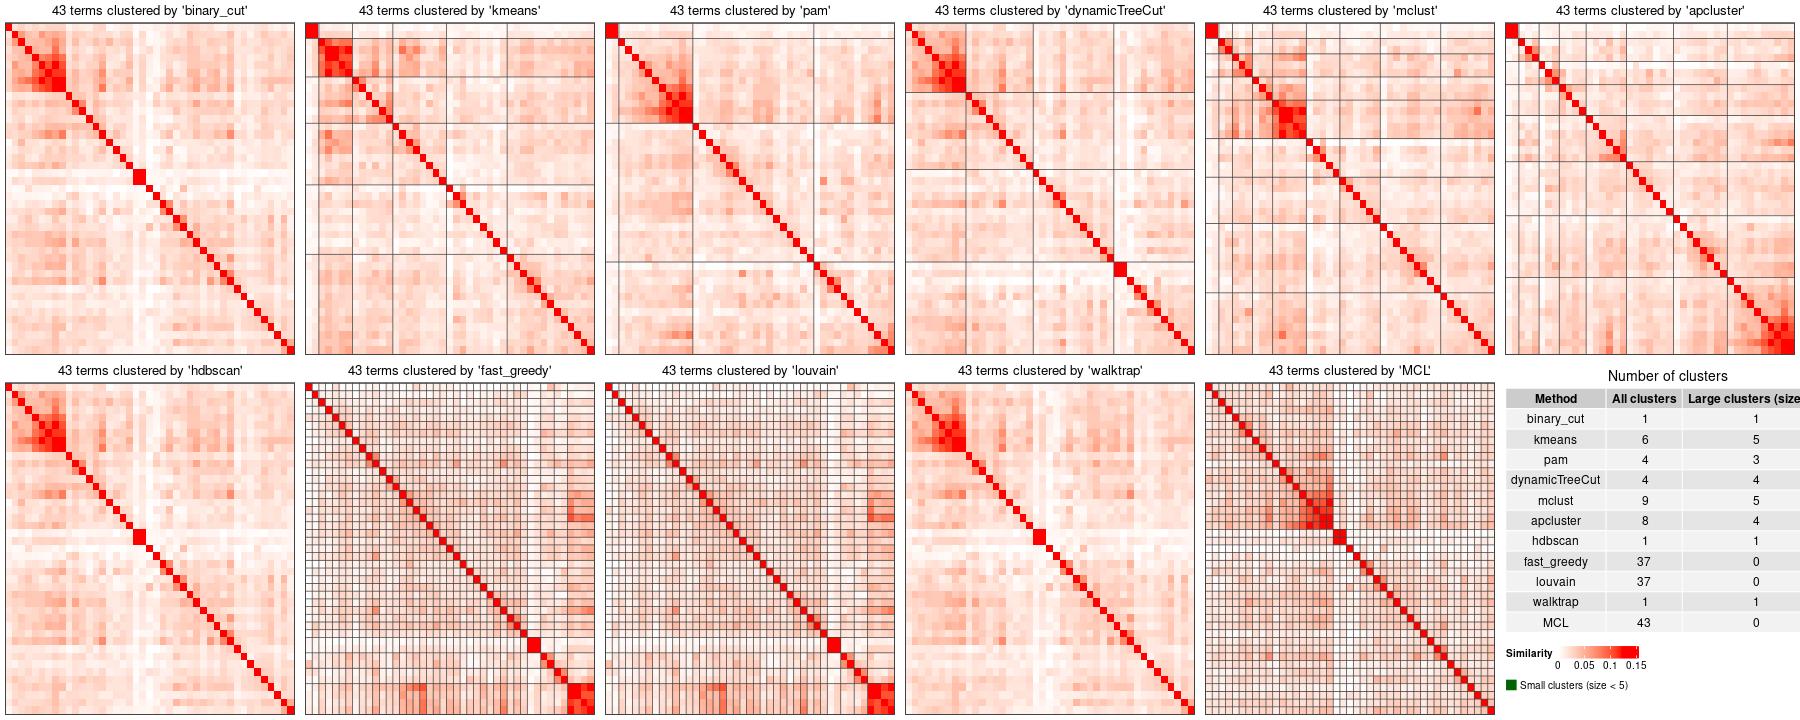 43 terms clustered by 'binary_cut'
43 terms clustered by 'kmeans'
43 terms clustered by 'pam'
43 terms clustered by 'dynamicTreeCut'
43 terms clustered by 'mclust'
43 terms clustered by 'apcluster'
43 terms clustered by 'hdbscan'
43 terms clustered by 'fast_greedy'
43 terms clustered by 'louvain'
43 terms clustered by 'walktrap'
43 terms clustered by 'MCL'
Number of clusters
Method All clusters Large clusters (size
binary_cut 1 1
kmeans 6 5
pam 4 3
dynamicTreeCut 4 4
mclust 9 5
apcluster 8 4
hdbscan 1 1
fast_greedy 37 0
louvain 37 0
walktrap 1 1
MCL 43 0
Similarity
0 0.05 0.1 0.15
Small clusters (size < 5)